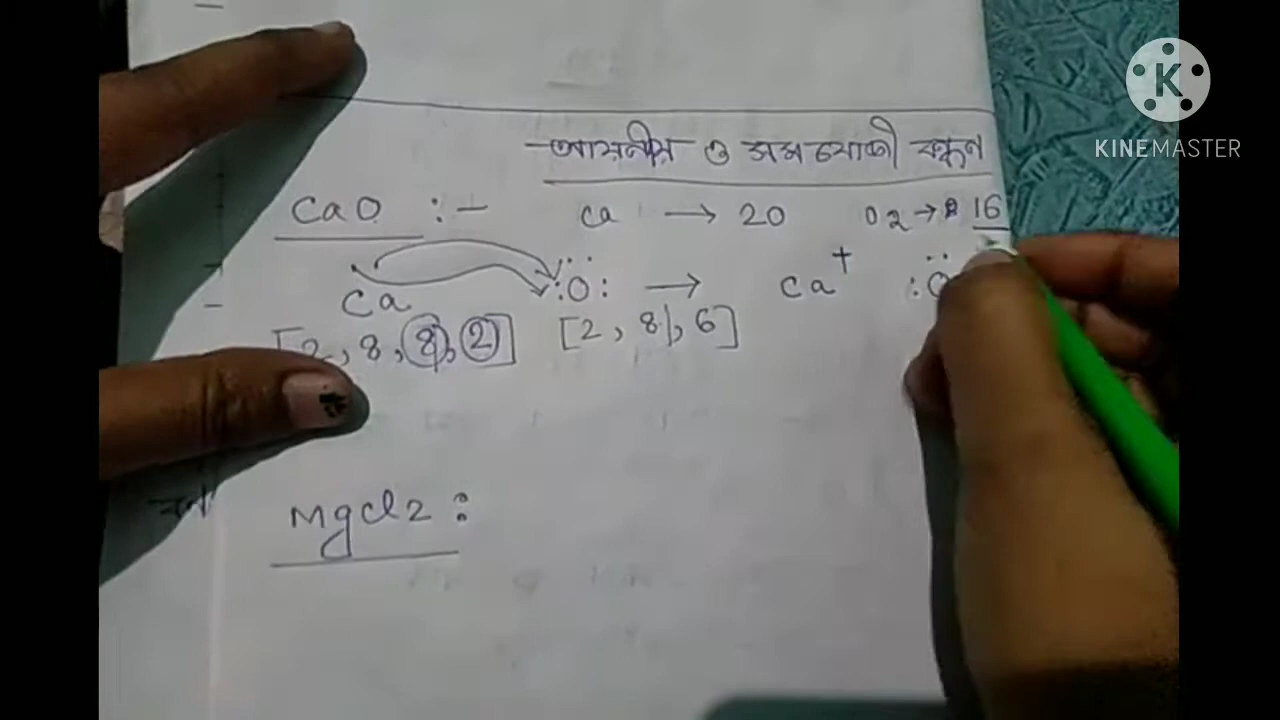 আয়নীয় ও সমযোজী বন্ধন
CaO :- Ca → 20 O2 → 16
Ca :O: → Ca+ :O
[2, 8, 8, 2] [2, 8, 6]
MgCl2 :
K
KINEMASTER